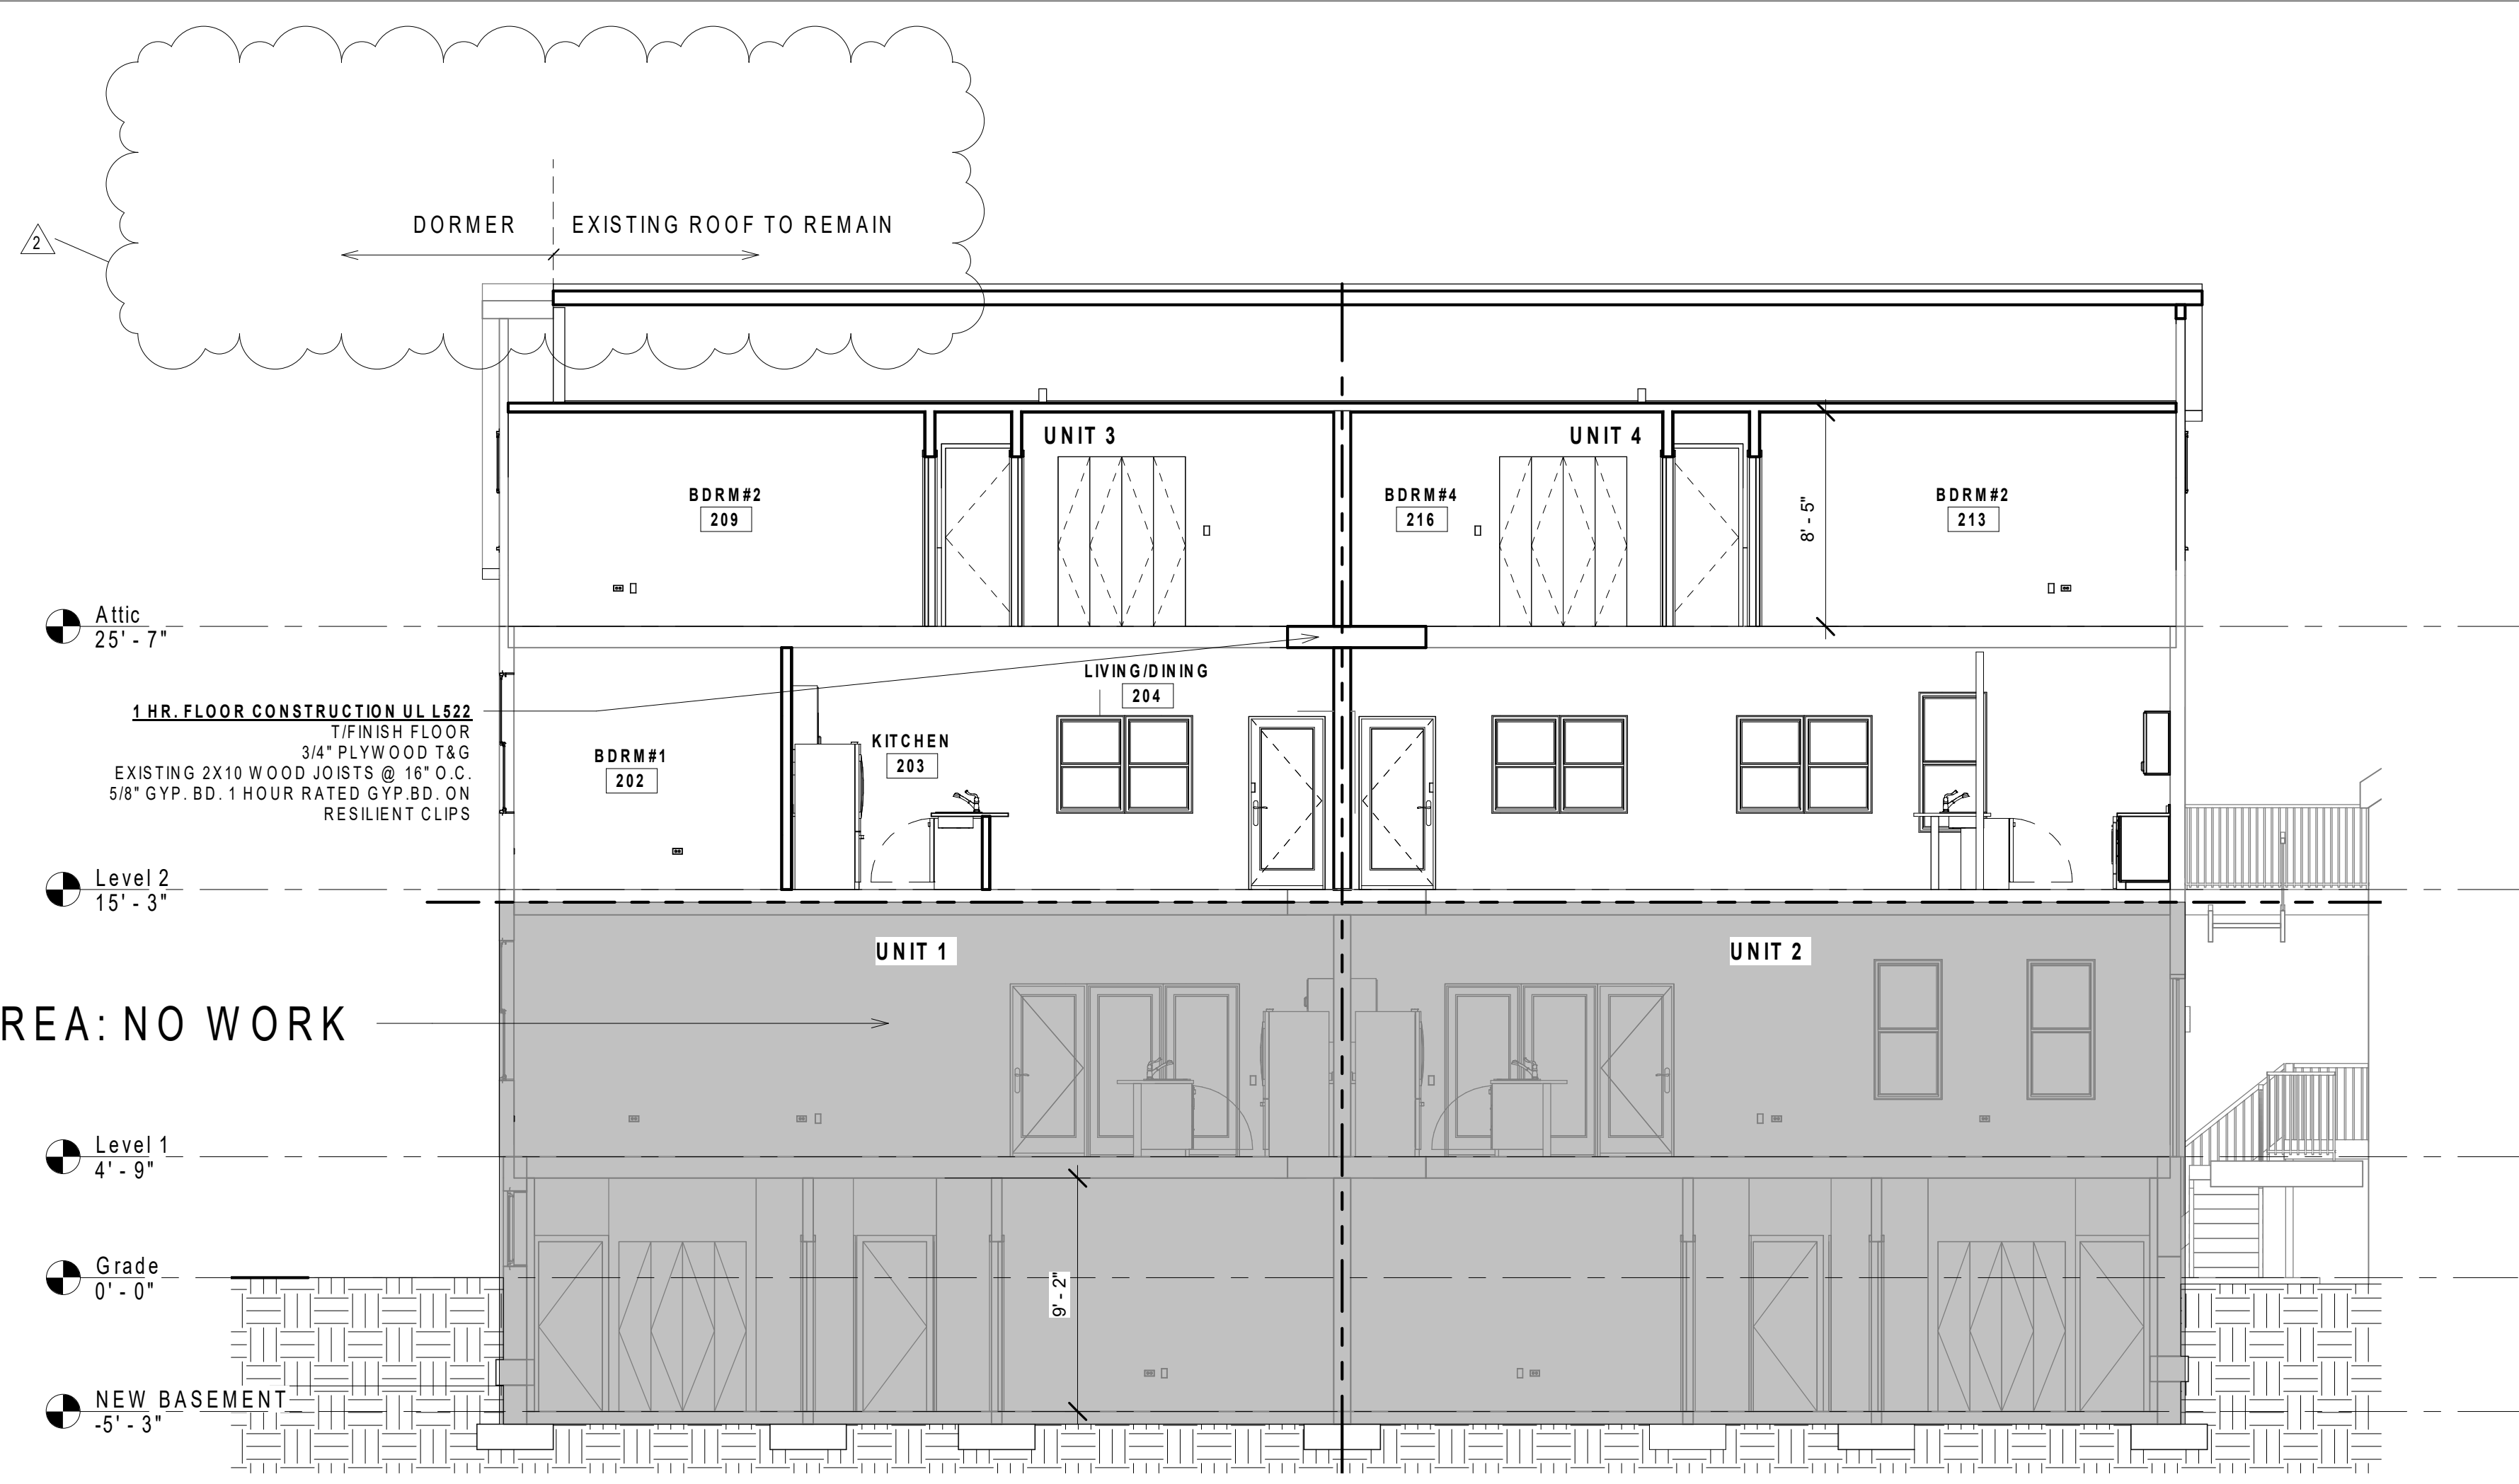 DORMER
EXISTING ROOF TO REMAIN
2
UNIT 3
UNIT 4
BDRM#2
209
BDRM#4
216
BDRM#2
213
8' - 5"
Attic
25' - 7"
LIVING/DINING
204
1 HR. FLOOR CONSTRUCTION UL L522
T/FINISH FLOOR
3/4" PLYWOOD T&G
EXISTING 2X10 WOOD JOISTS @ 16" O.C.
5/8" GYP. BD. 1 HOUR RATED GYP.BD. ON
RESILIENT CLIPS
BDRM#1
202
KITCHEN
203
Level 2
15' - 3"
UNIT 1
UNIT 2
REA: NO WORK
Level 1
4' - 9"
9' - 2"
Grade
0' - 0"
NEW BASEMENT
-5' - 3"